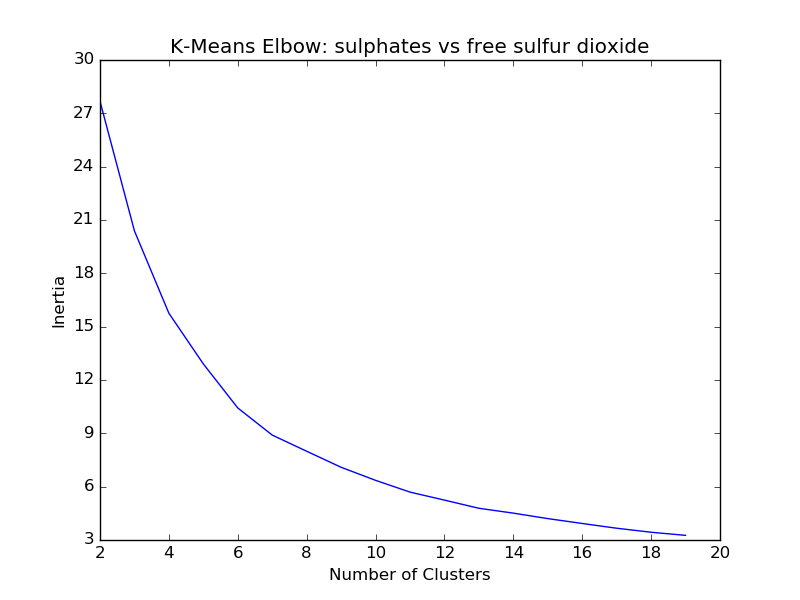 K-Means Elbow: sulphates vs free sulfur dioxide
30
27
24
21
18
15
12
9
6
3
Inertia
2 4 6 8 10 12 14 16 18 20
Number of Clusters